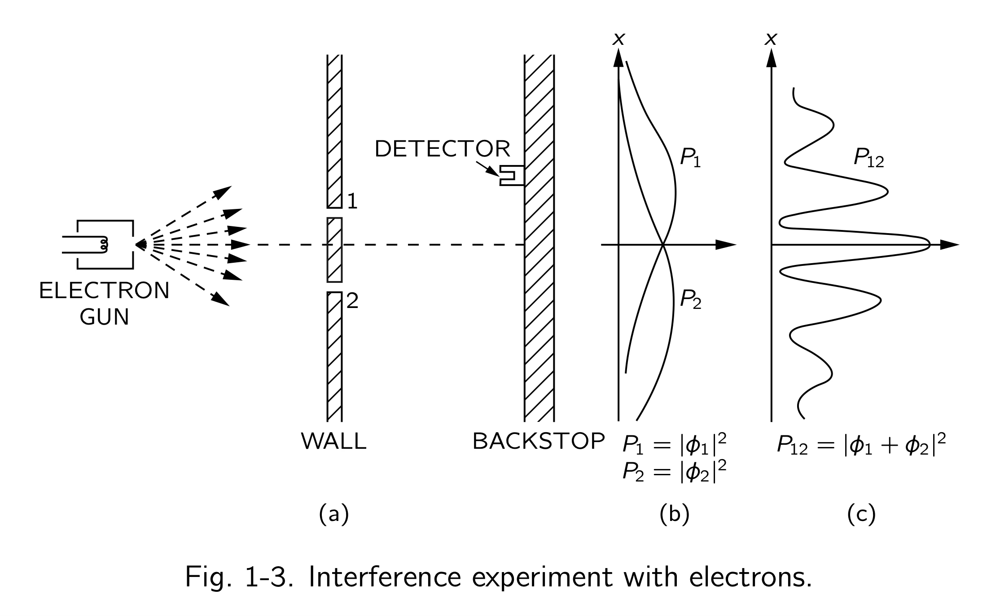 x
x
DETECTOR
P₁
P₁₂
1
ELECTRON
GUN
2
P₂
WALL
BACKSTOP
P₁ = |ϕ₁|²
P₂ = |ϕ₂|²
P₁₂ = |ϕ₁ + ϕ₂|²
(a)
(b)
(c)
Fig. 1-3. Interference experiment with electrons.